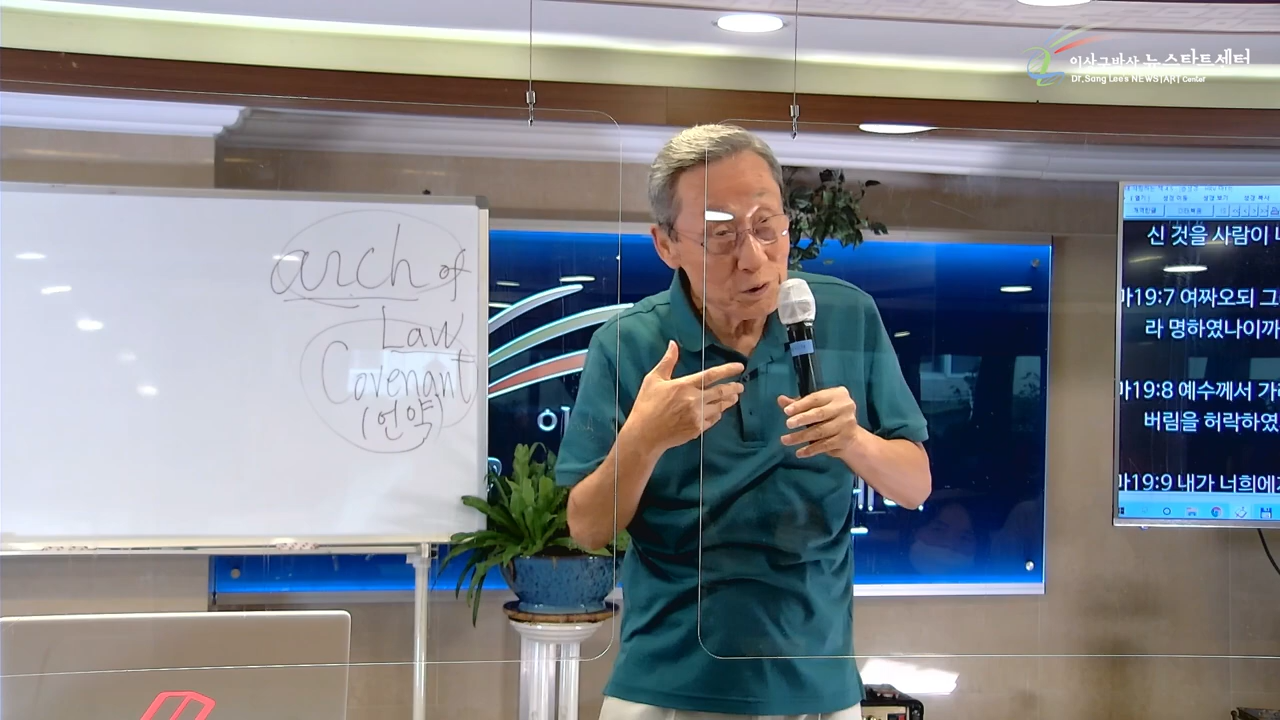 이상구박사 뉴스타트센터
Dr.Sang Lee's NEWSTART Center
arch of
Law
Covenant
(언약)
신 것을 사람이 나
마19:7 여짜오되 그
라 명하였나이까
마19:8 예수께서 가
버림을 허락하였
마19:9 내가 너희에